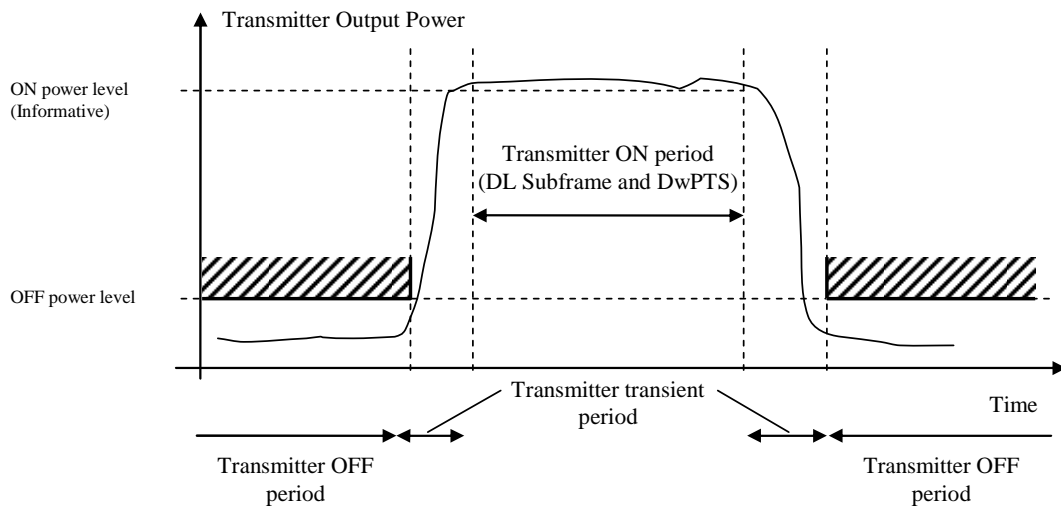 Transmitter Output Power
ON power level
(Informative)
Transmitter ON period
(DL Subframe and DwPTS)
OFF power level
Transmitter transient
period
Time
Transmitter OFF
period
Transmitter OFF
period